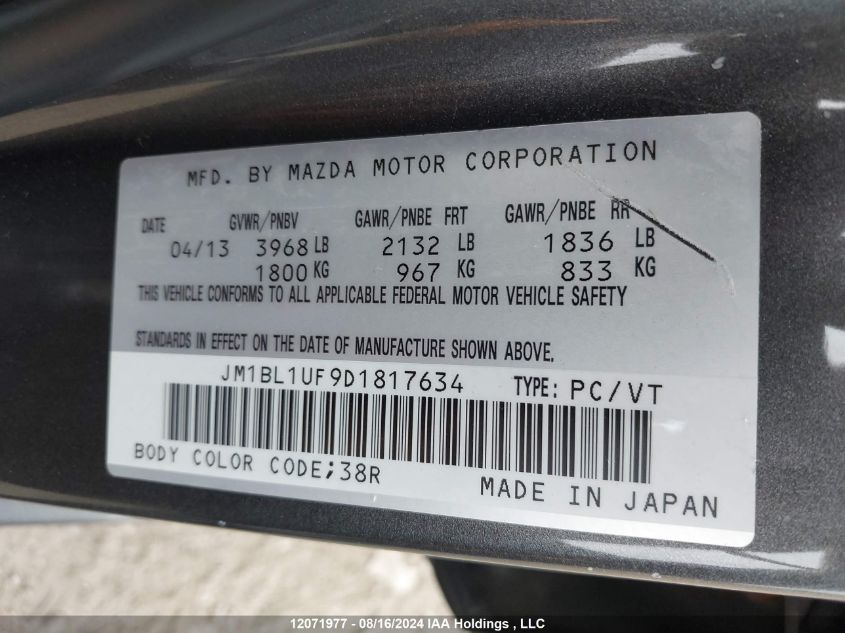 MFD. BY MAZDA MOTOR CORPORATION
DATE GVWR/PNBV GAWR/PNBE FRT GAWR/PNBE RR
04/13 3968 LB 2132 LB 1836 LB
1800 KG 967 KG 833 KG
THIS VEHICLE CONFORMS TO ALL APPLICABLE FEDERAL MOTOR VEHICLE SAFETY
STANDARDS IN EFFECT ON THE DATE OF MANUFACTURE SHOWN ABOVE.
JM1BL1UF9D1817634 TYPE: PC/VT
BODY COLOR CODE;38R
MADE IN JAPAN
12071977 - 08/16/2024 IAA Holdings , LLC